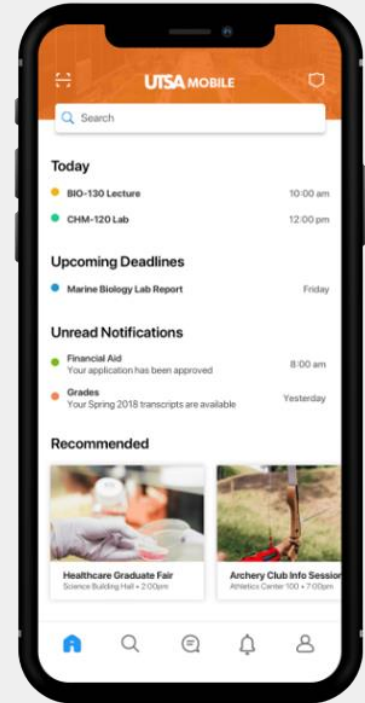 UTSA MOBILE
Search
Today
BIO-130 Lecture 10:00 am
CHM-120 Lab 12:00 pm
Upcoming Deadlines
Marine Biology Lab Report Friday
Unread Notifications
Financial Aid
Your application has been approved 8:00 am
Grades
Your Spring 2018 transcripts are available Yesterday
Recommended
Healthcare Graduate Fair
Science Building Hall • 2:00pm
Archery Club Info Session
Athletics Center 100 • 7:00pm